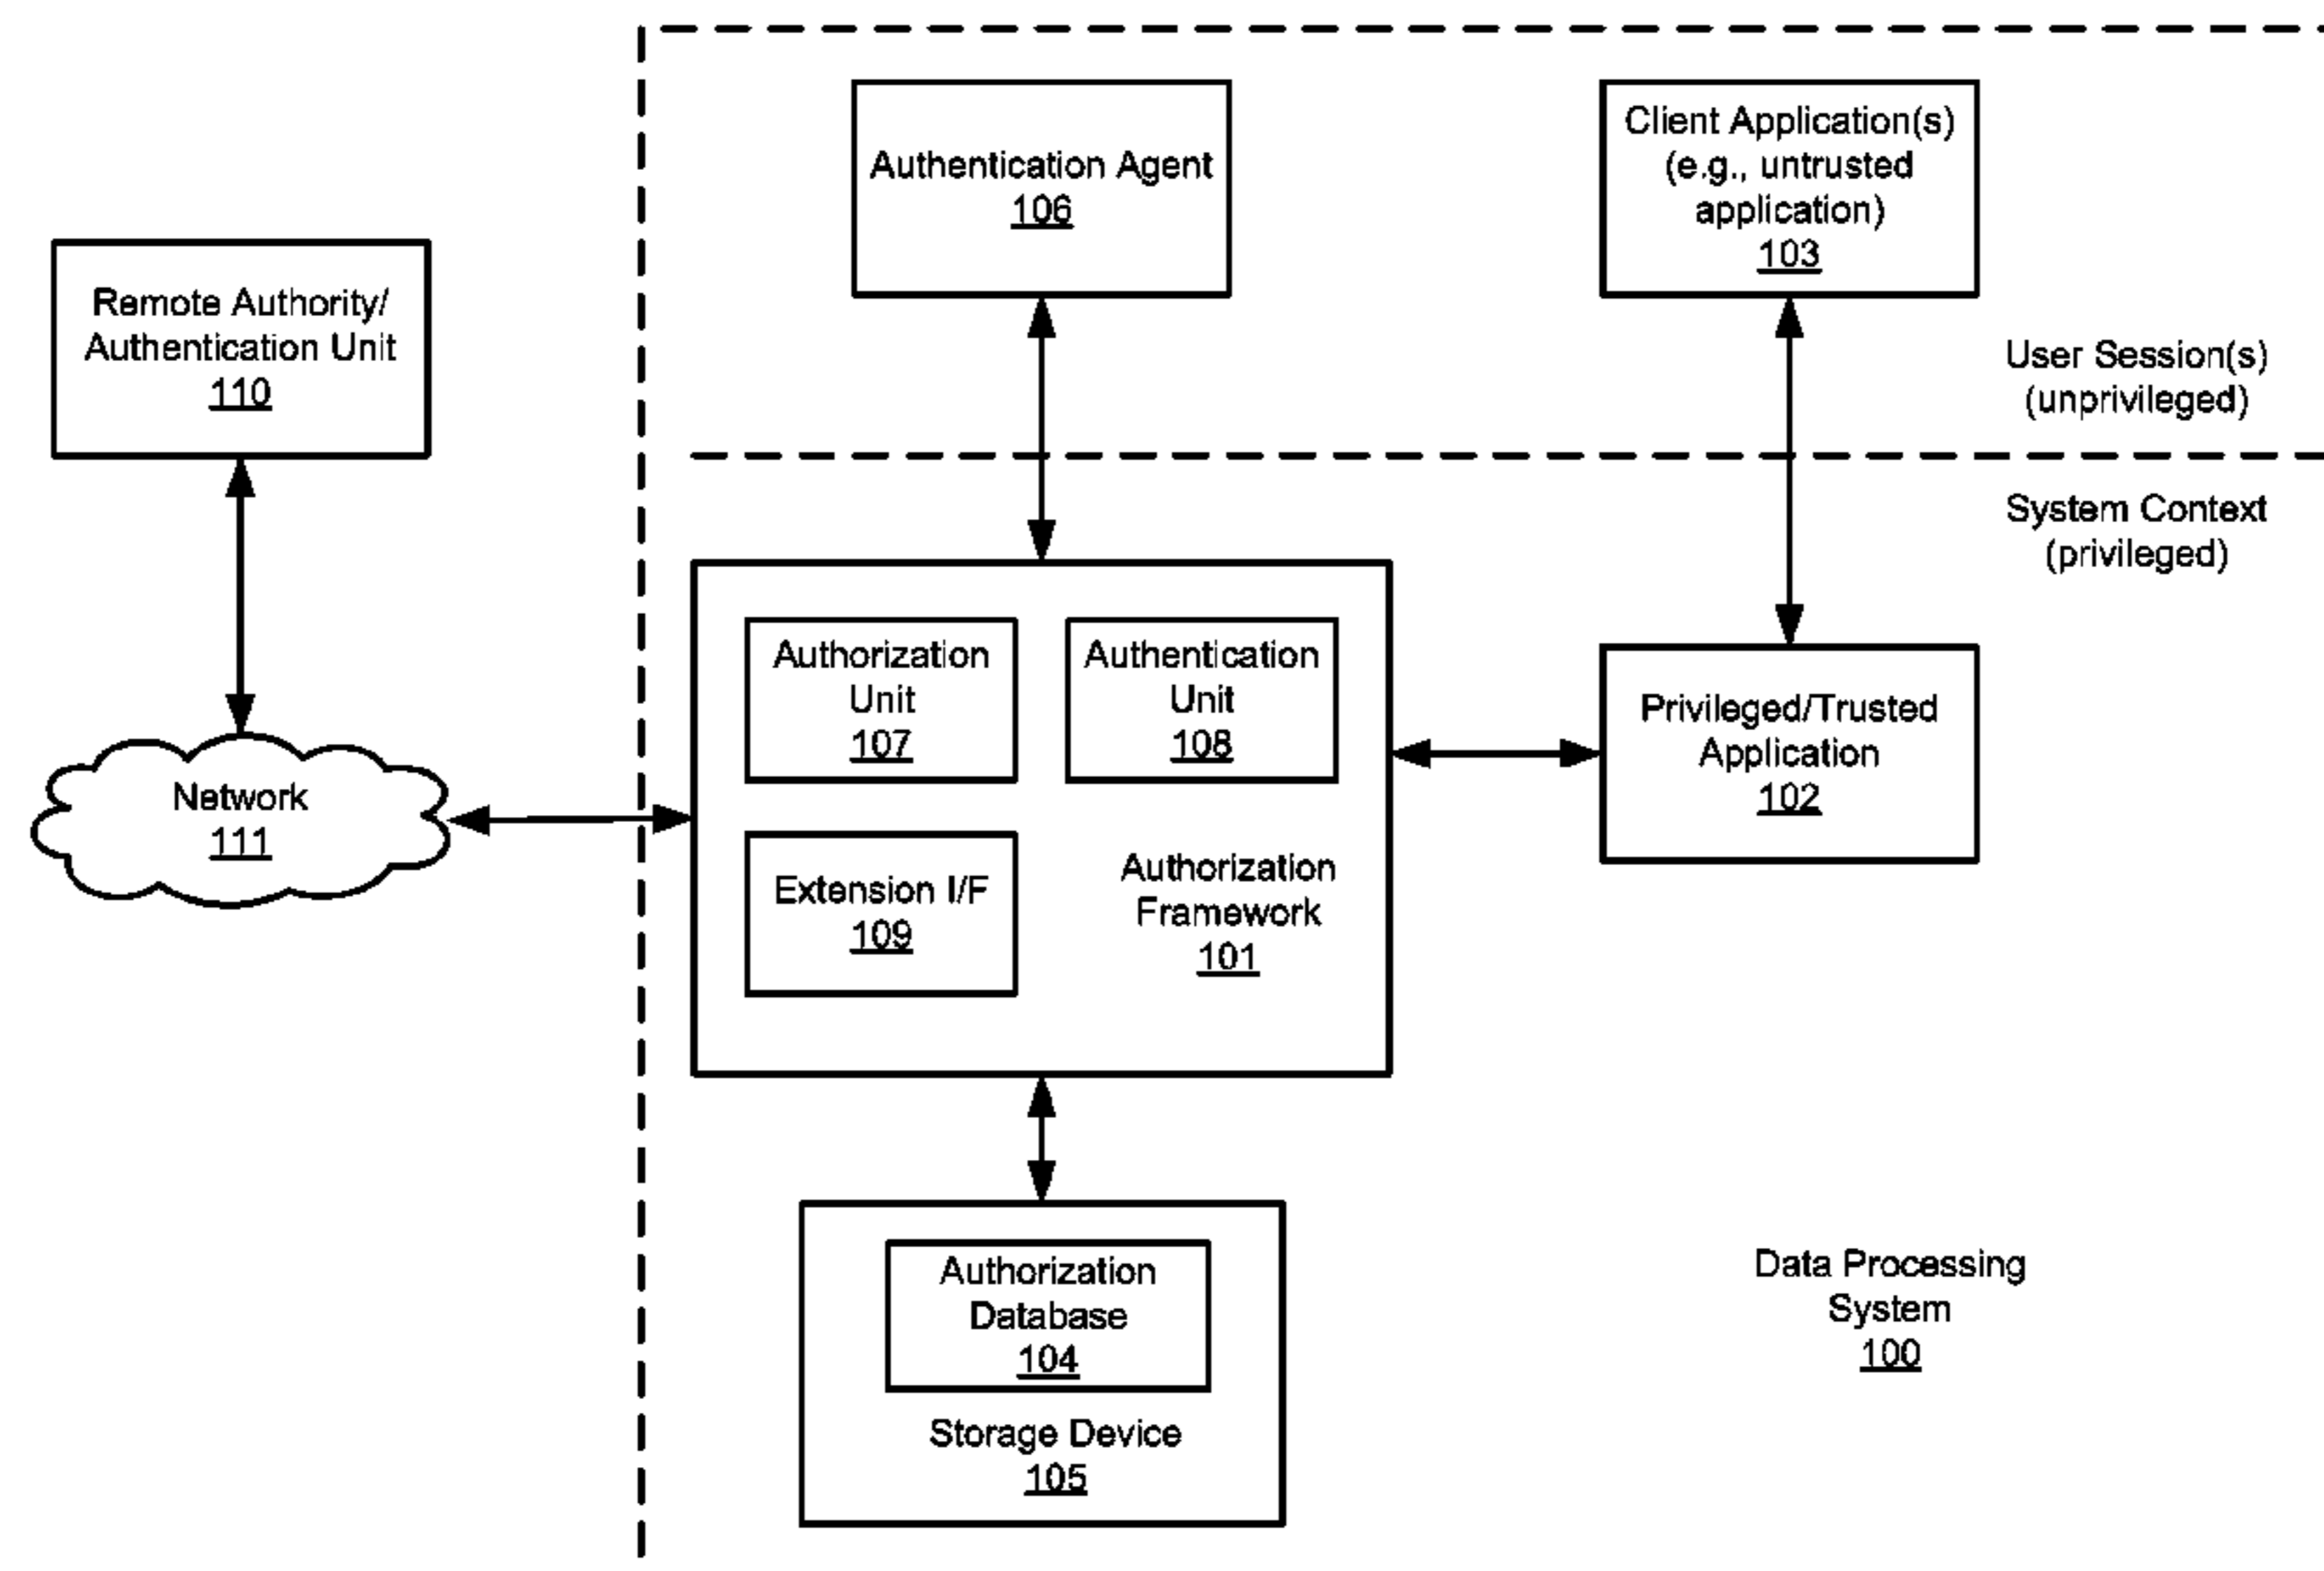 Authentication Agent
106
Client Application(s)
(e.g., untrusted
application)
103
Remote Authority/
Authentication Unit
110
User Session(s)
(unprivileged)
System Context
(privileged)
Authorization
Unit
107
Authentication
Unit
108
Privileged/Trusted
Application
102
Network
111
Extension I/F
109
Authorization
Framework
101
Authorization
Database
104
Storage Device
105
Data Processing
System
100